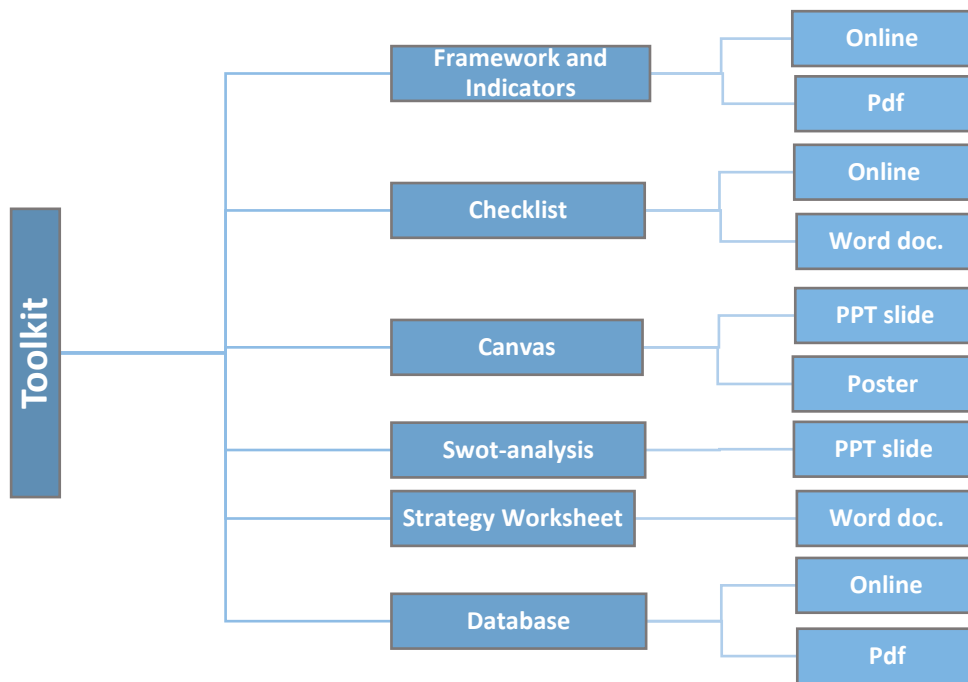 Toolkit
Framework and
Indicators
Online
Pdf
Checklist
Online
Word doc.
Canvas
PPT slide
Poster
Swot-analysis
PPT slide
Strategy Worksheet
Word doc.
Database
Online
Pdf